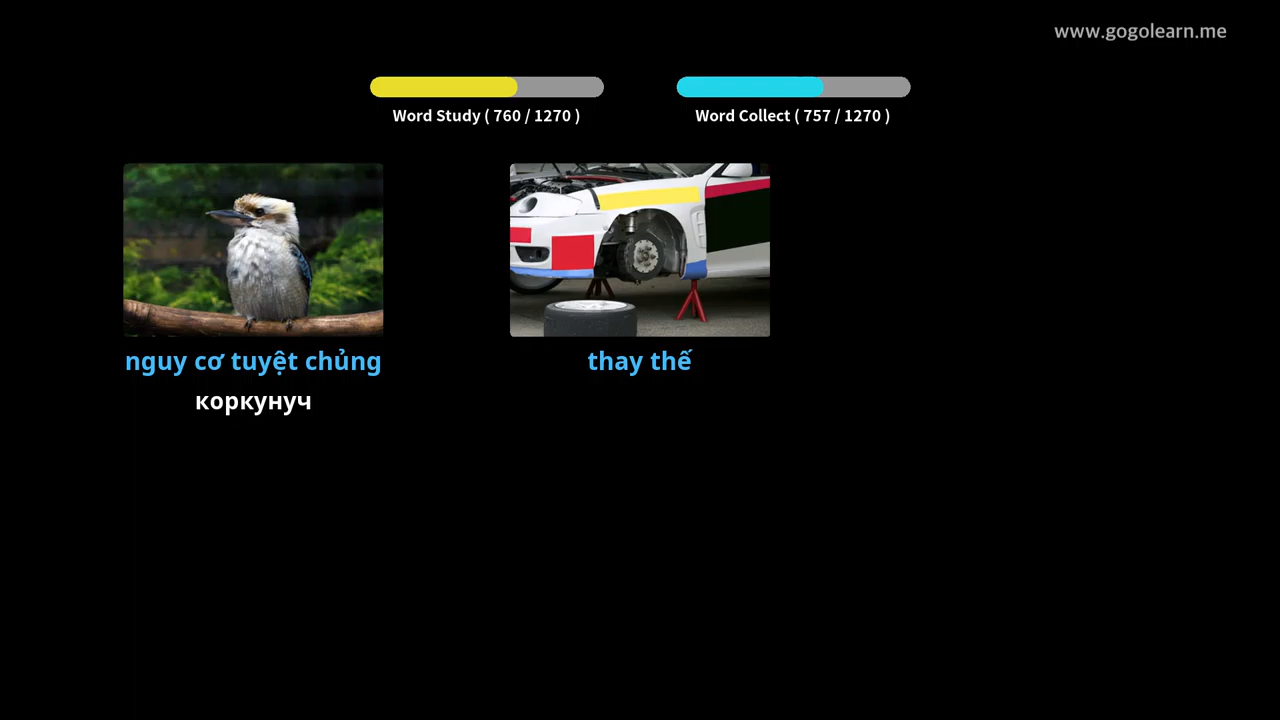 www.gogolearn.me
Word Study ( 760 / 1270 )
Word Collect ( 757 / 1270 )
nguy cơ tuyệt chủng
thay thế
коркунуч